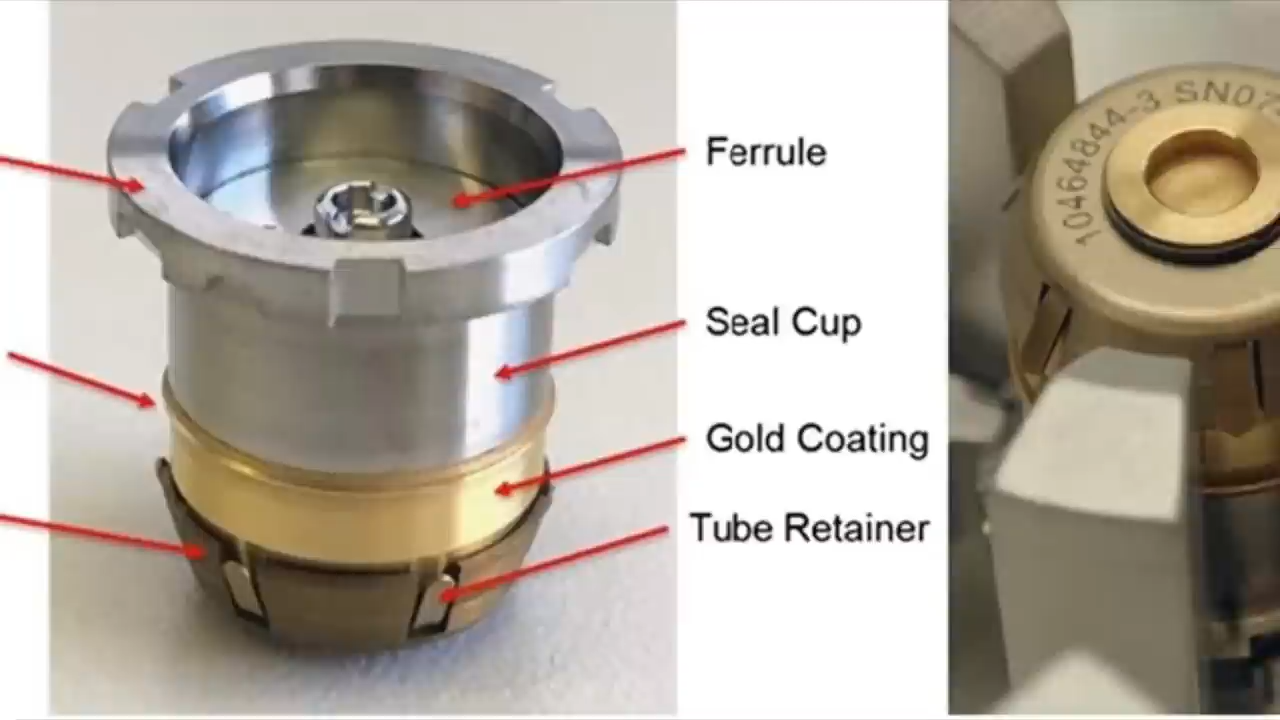 Ferrule
Seal Cup
Gold Coating
Tube Retainer
10464844-3 SN07